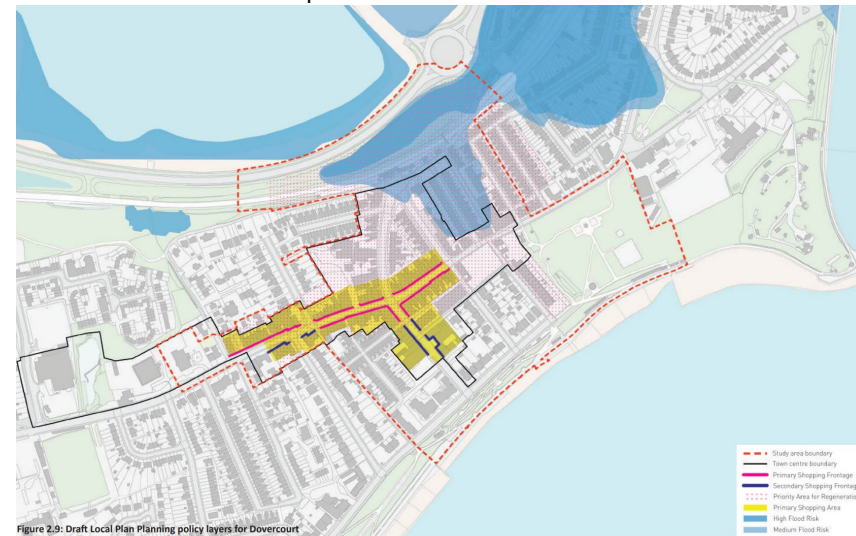 Study area boundary
Town centre boundary
Primary Shopping Frontage
Secondary Shopping Frontag
Priority Area for Regeneratio
Primary Shopping Area
High Flood Risk
Medium Flood Risk
Figure 2.9: Draft Local Plan Planning policy layers for Dovercourt